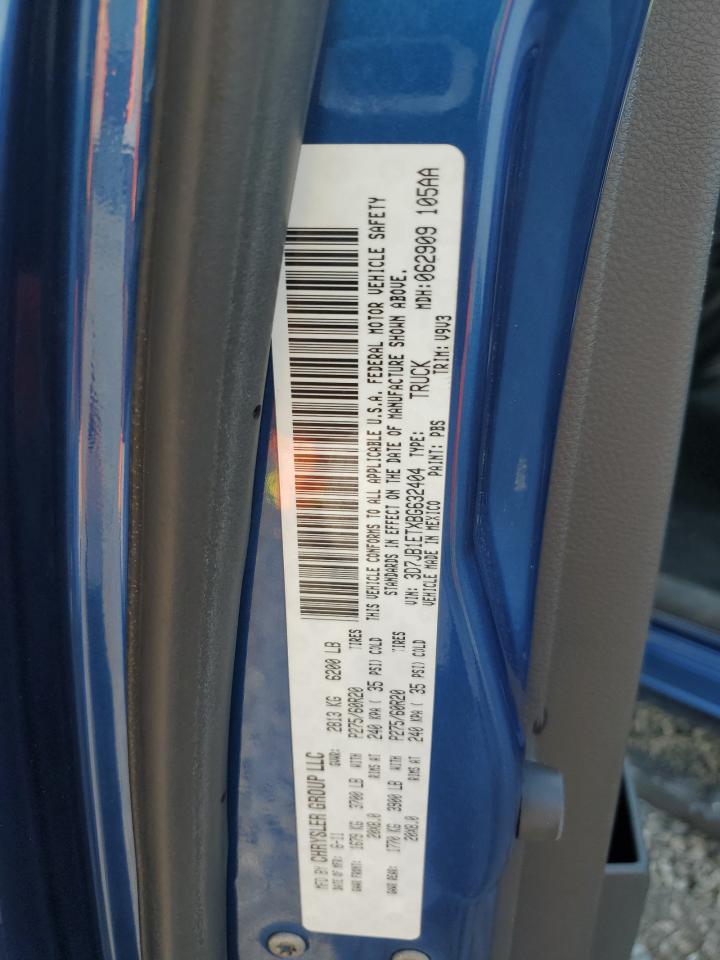 MFD BY CHRYSLER GROUP LLC
DATE OF MFR: 6-11 GVWR: 2813 KG 6200 LB
GAWR FRONT: 1679 KG 3700 LB WITH P275/60R20 TIRES
20X8.0 RIMS AT 240 KPA ( 35 PSI) COLD
GAWR REAR: 1770 KG 3900 LB WITH P275/60R20 TIRES
20X8.0 RIMS AT 240 KPA ( 35 PSI) COLD
THIS VEHICLE CONFORMS TO ALL APPLICABLE U.S.A. FEDERAL MOTOR VEHICLE SAFETY
STANDARDS IN EFFECT ON THE DATE OF MANUFACTURE SHOWN ABOVE.
VIN: 3D7JB1ETXBG632404 TYPE: TRUCK MDH:062909 105AA
VEHICLE MADE IN MEXICO PAINT: PBS TRIM: V9V3